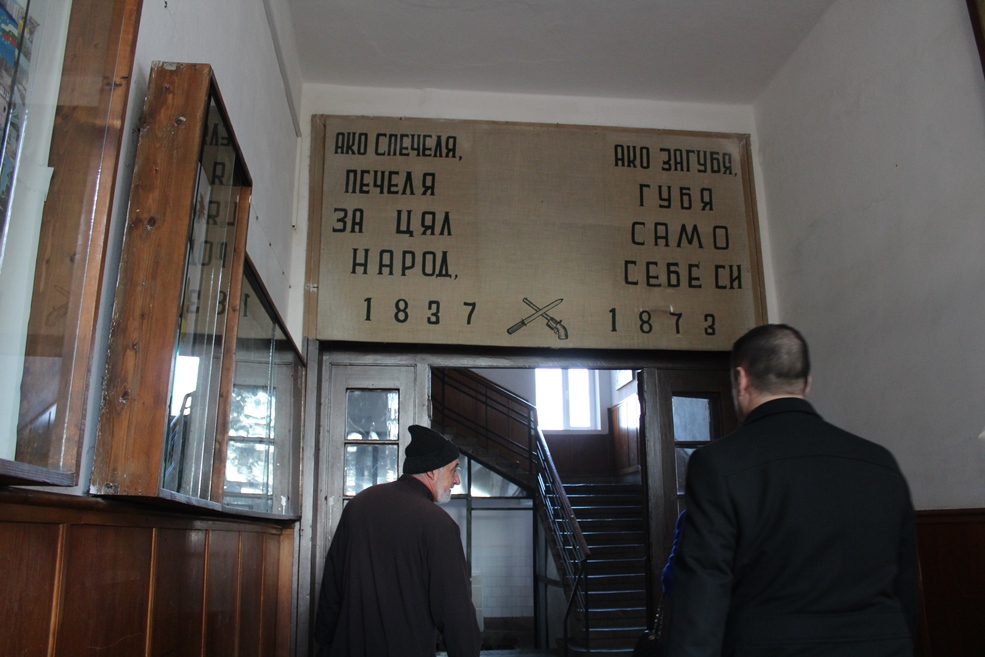 АКО СПЕЧЕЛЯ,
ПЕЧЕЛЯ
ЗА ЦЯЛ
НАРОД,
1837
АКО ЗАГУБЯ,
ГУБЯ
САМО
СЕБЕ СИ
1873